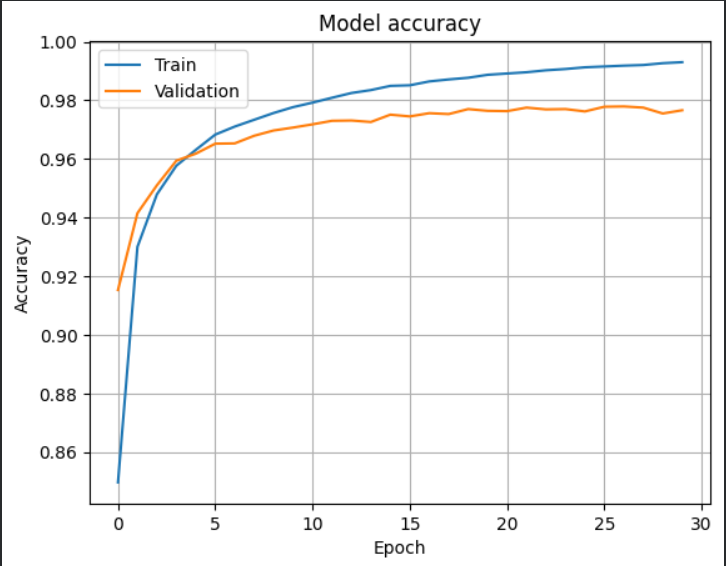 Model accuracy
1.00
0.98
0.96
0.94
0.92
0.90
0.88
0.86
Train
Validation
Accuracy
0 5 10 15 20 25 30
Epoch